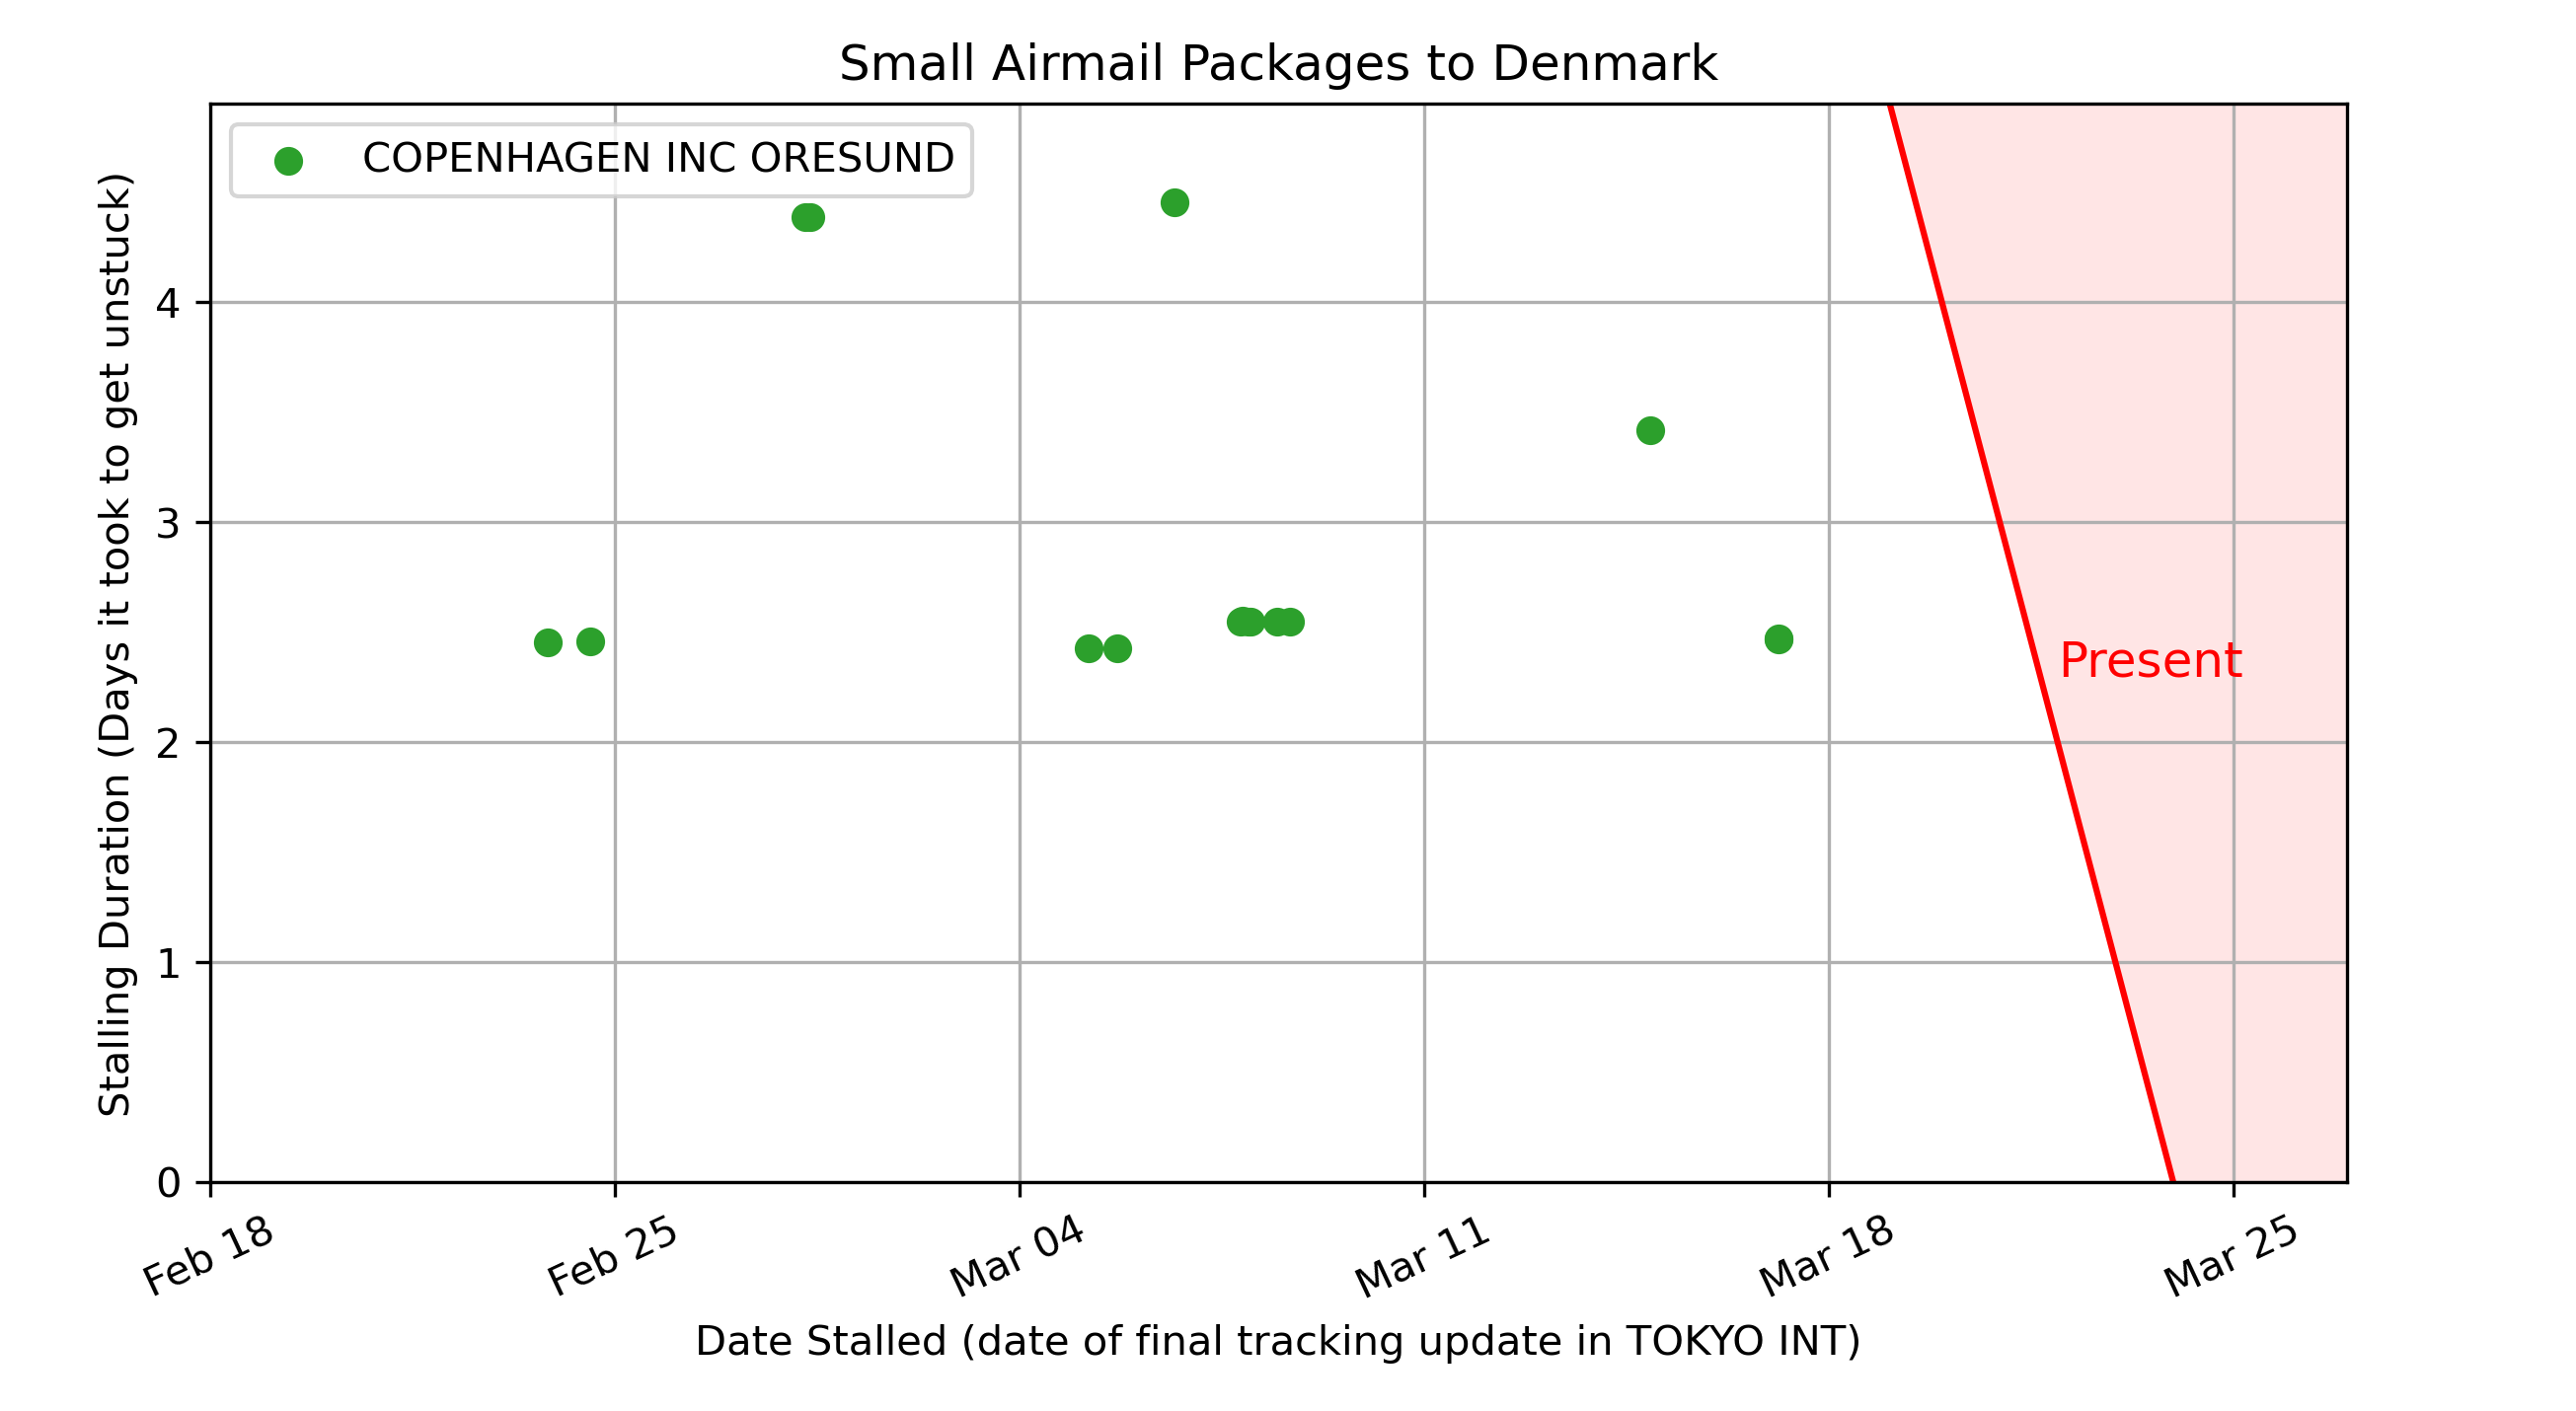 Small Airmail Packages to Denmark
COPENHAGEN INC ORESUND
Stalling Duration (Days it took to get unstuck)
4
3
2
1
0
Present
Feb 18
Feb 25
Mar 04
Mar 11
Mar 18
Mar 25
Date Stalled (date of final tracking update in TOKYO INT)